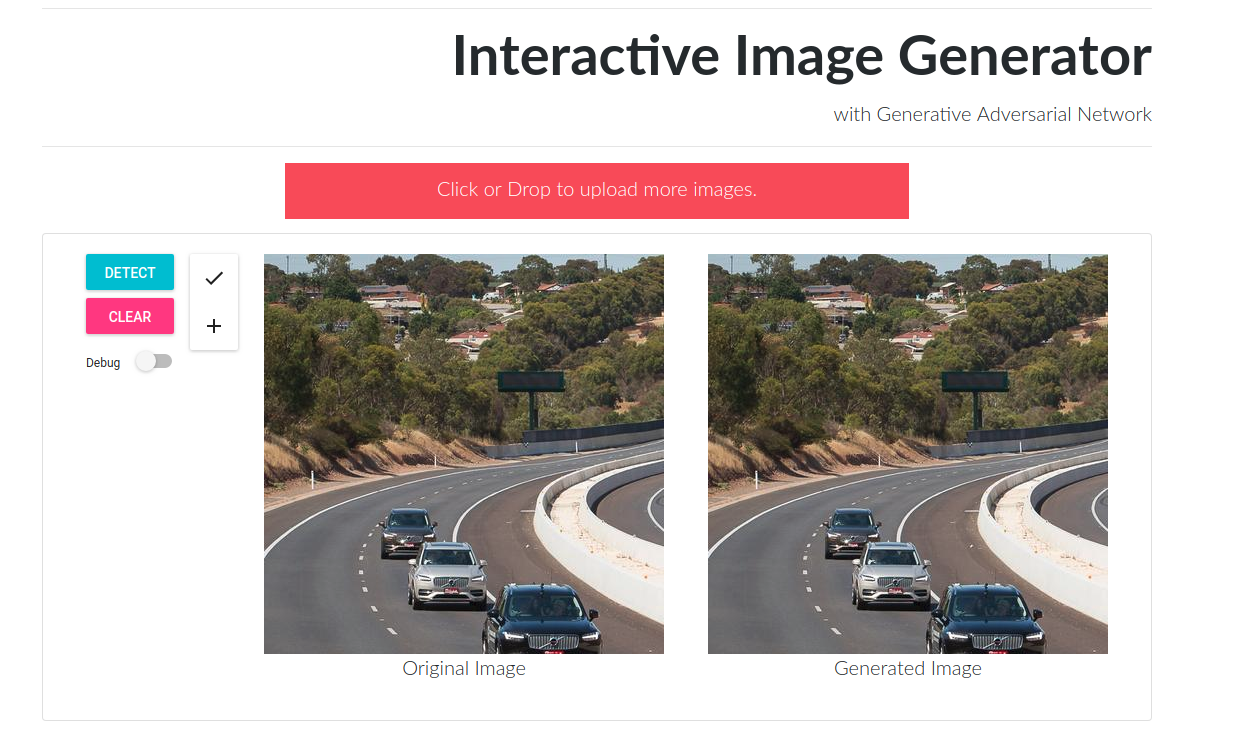 Interactive Image Generator
with Generative Adversarial Network
Click or Drop to upload more images.
DETECT
CLEAR
Debug
Original Image
Generated Image